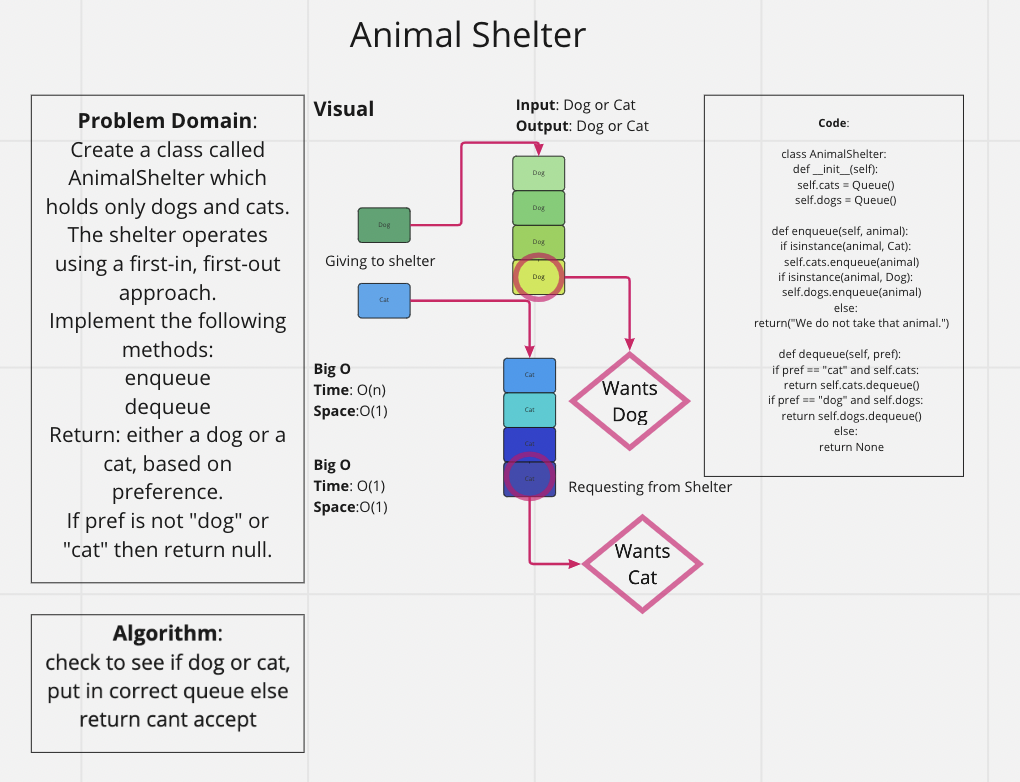 Animal Shelter
Problem Domain:
Create a class called
AnimalShelter which
holds only dogs and cats.
The shelter operates
using a first-in, first-out
approach.
Implement the following
methods:
enqueue
dequeue
Return: either a dog or a
cat, based on
preference.
If pref is not "dog" or
"cat" then return null.
Algorithm:
check to see if dog or cat,
put in correct queue else
return cant accept
Visual
Input: Dog or Cat
Output: Dog or Cat
Dog
Dog
Dog
Dog
Dog
Giving to shelter
Cat
Cat
Cat
Cat
Cat
Wants
Dog
Big O
Time: O(n)
Space:O(1)
Big O
Time: O(1)
Space:O(1)
Requesting from Shelter
Wants
Cat
Code:
class AnimalShelter:
def __init__(self):
self.cats = Queue()
self.dogs = Queue()
def enqueue(self, animal):
if isinstance(animal, Cat):
self.cats.enqueue(animal)
if isinstance(animal, Dog):
self.dogs.enqueue(animal)
else:
return("We do not take that animal.")
def dequeue(self, pref):
if pref == "cat" and self.cats:
return self.cats.dequeue()
if pref == "dog" and self.dogs:
return self.dogs.dequeue()
else:
return None